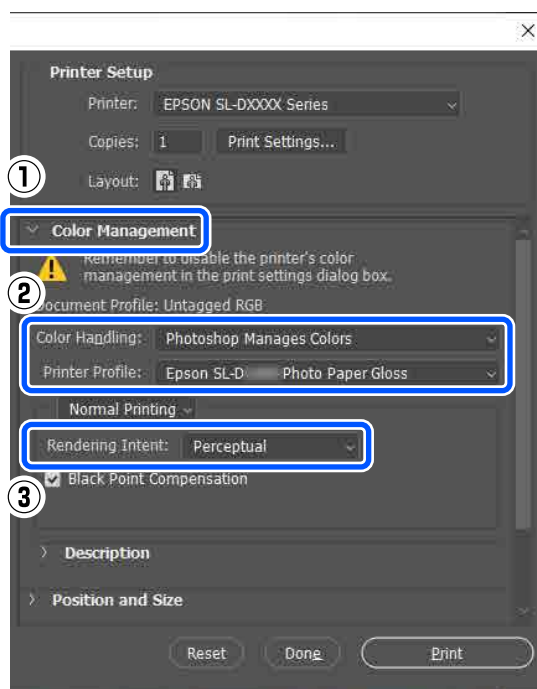 Printer Setup
Printer: EPSON SL-DXXXX Series
Copies: 1 Print Settings...
①
Layout:
Color Management
Remember to disable the printer's color
management in the print settings dialog box.
②
Document Profile: Untagged RGB
Color Handling: Photoshop Manages Colors
Printer Profile: Epson SL-D Photo Paper Gloss
Normal Printing
Rendering Intent: Perceptual
Black Point Compensation
③
Description
Position and Size
Reset Done Print